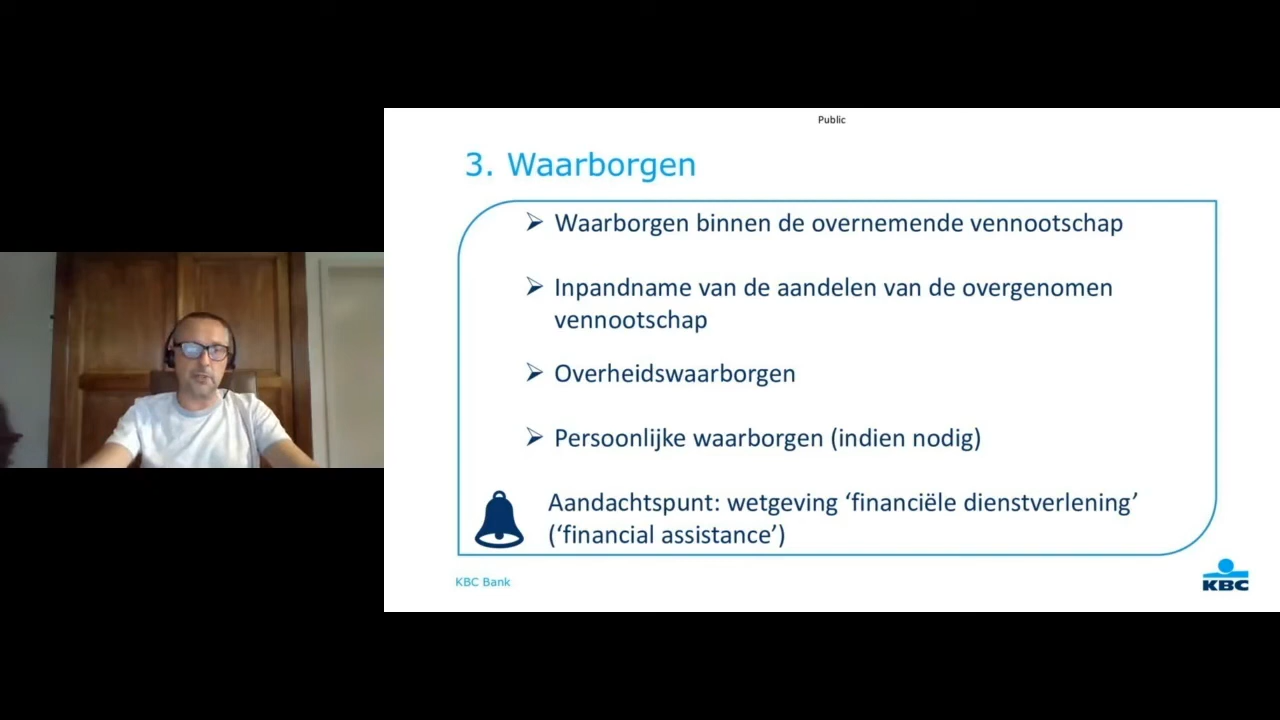 Public
3. Waarborgen
Waarborgen binnen de overnemende vennootschap
Inpandname van de aandelen van de overgenomen
vennootschap
Overheidswaarborgen
Persoonlijke waarborgen (indien nodig)
Aandachtspunt: wetgeving ‘financiële dienstverlening’
(‘financial assistance’)
KBC Bank
KBC